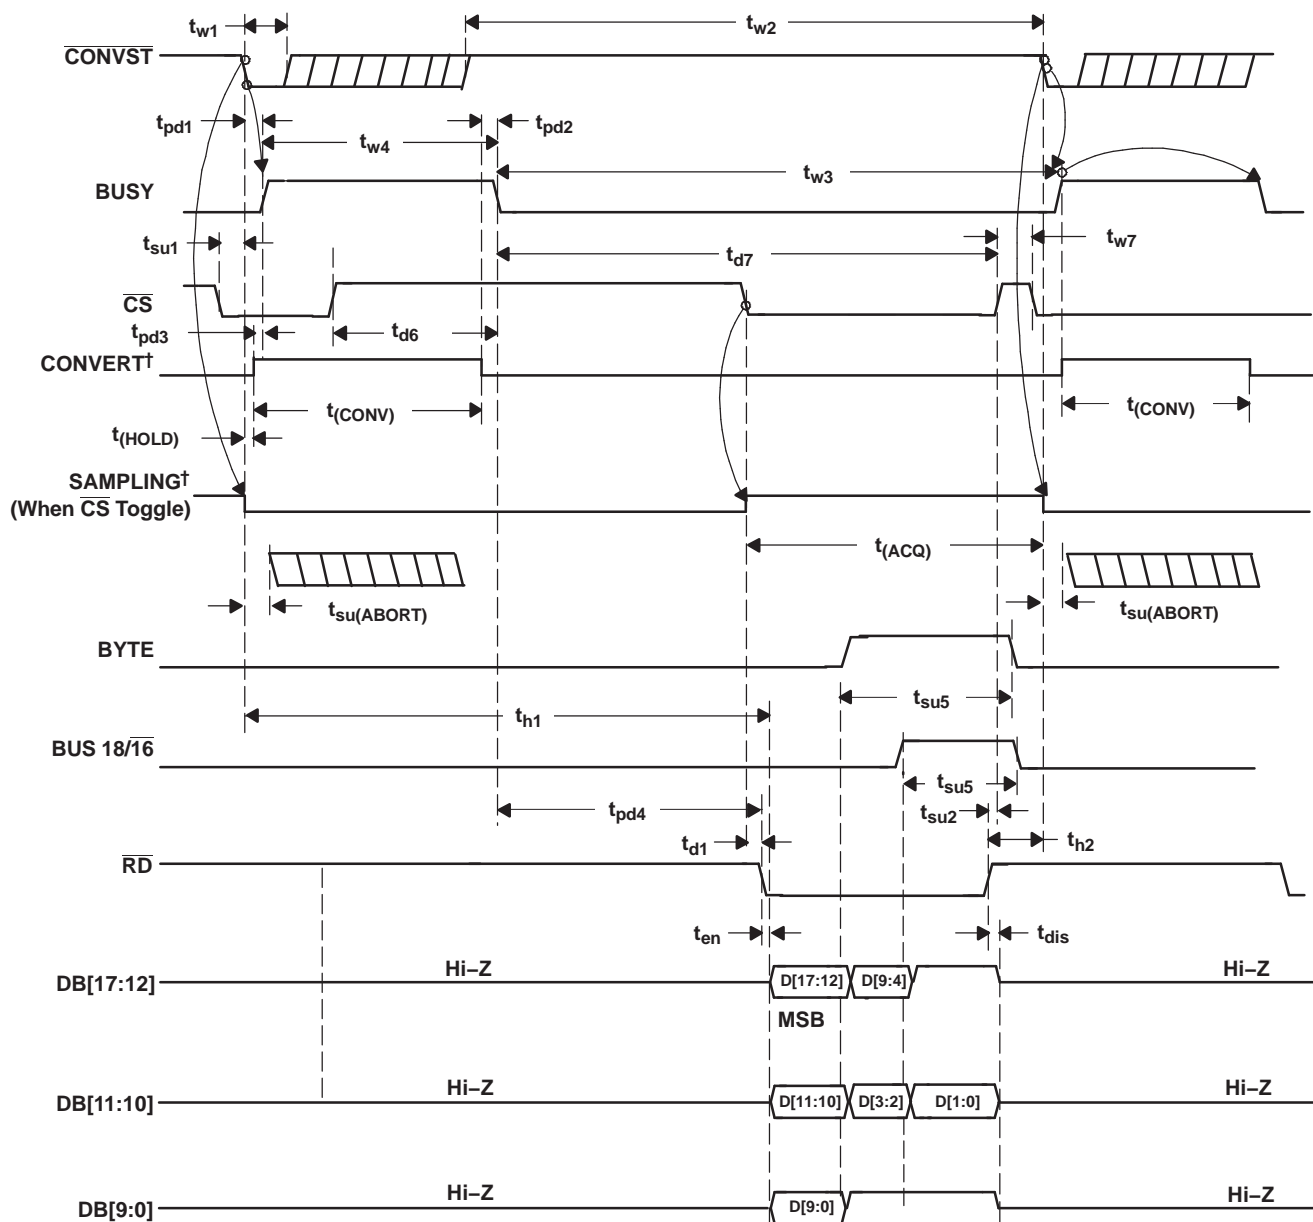 tw1
tw2
CONVST
tpd1
tw4
tpd2
tw3
BUSY
tsu1
td7
tw7
CS
tpd3
td6
CONVERT†
t(CONV)
t(CONV)
t(HOLD)
SAMPLING†
(When CS Toggle)
t(ACQ)
tsu(ABORT)
tsu(ABORT)
BYTE
tsu5
th1
BUS 18/16
tsu5
tpd4
tsu2
td1
th2
RD
ten
tdis
Hi–Z
Hi–Z
DB[17:12]
D[17:12]
D[9:4]
MSB
Hi–Z
Hi–Z
DB[11:10]
D[11:10]
D[3:2]
D[1:0]
Hi–Z
Hi–Z
DB[9:0]
D[9:0]